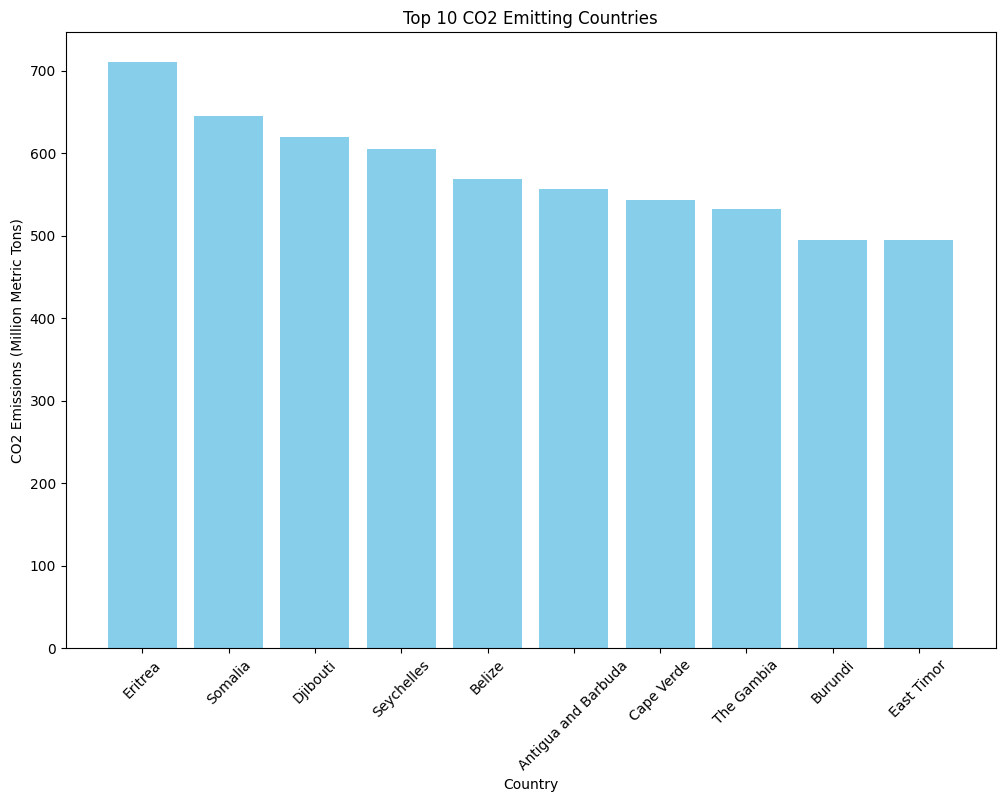 Top 10 CO2 Emitting Countries
CO2 Emissions (Million Metric Tons)
700
600
500
400
300
200
100
0
Eritrea
Somalia
Djibouti
Seychelles
Belize
Antigua and Barbuda
Cape Verde
The Gambia
Burundi
East Timor
Country